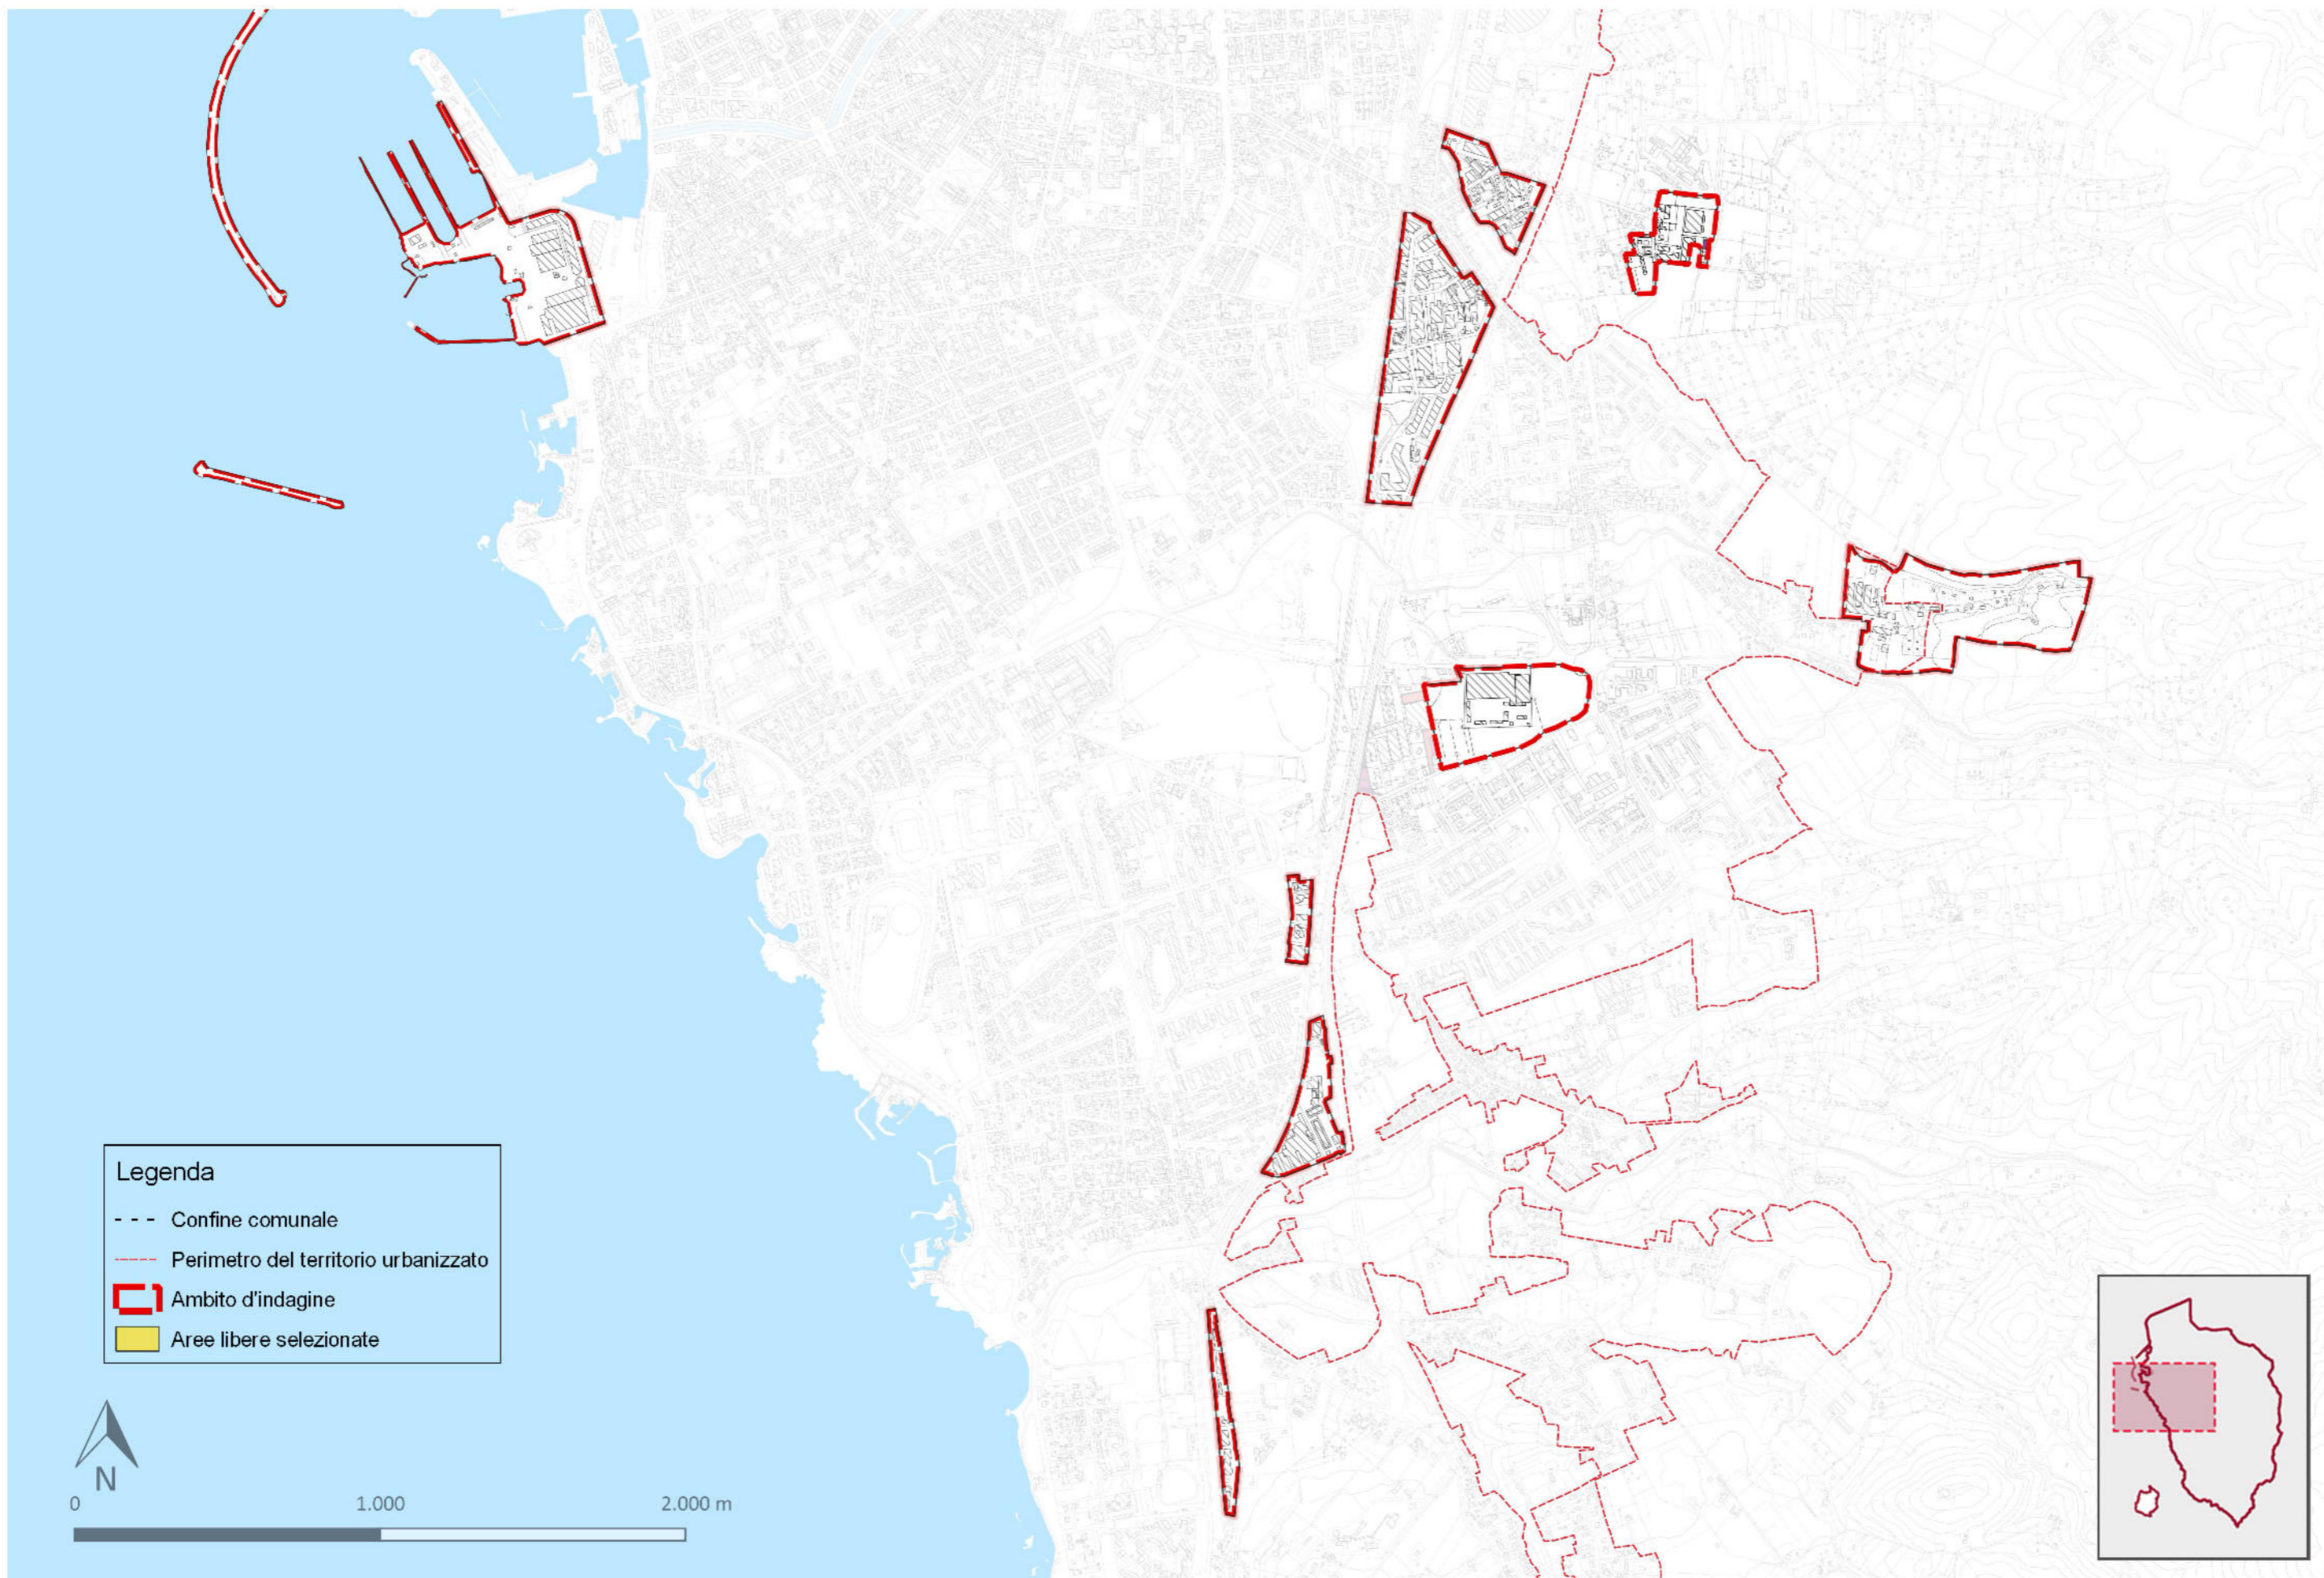 Legenda
Confine comunale
Perimetro del territorio urbanizzato
Ambito d'indagine
Aree libere selezionate
N
0 1.000 2.000 m